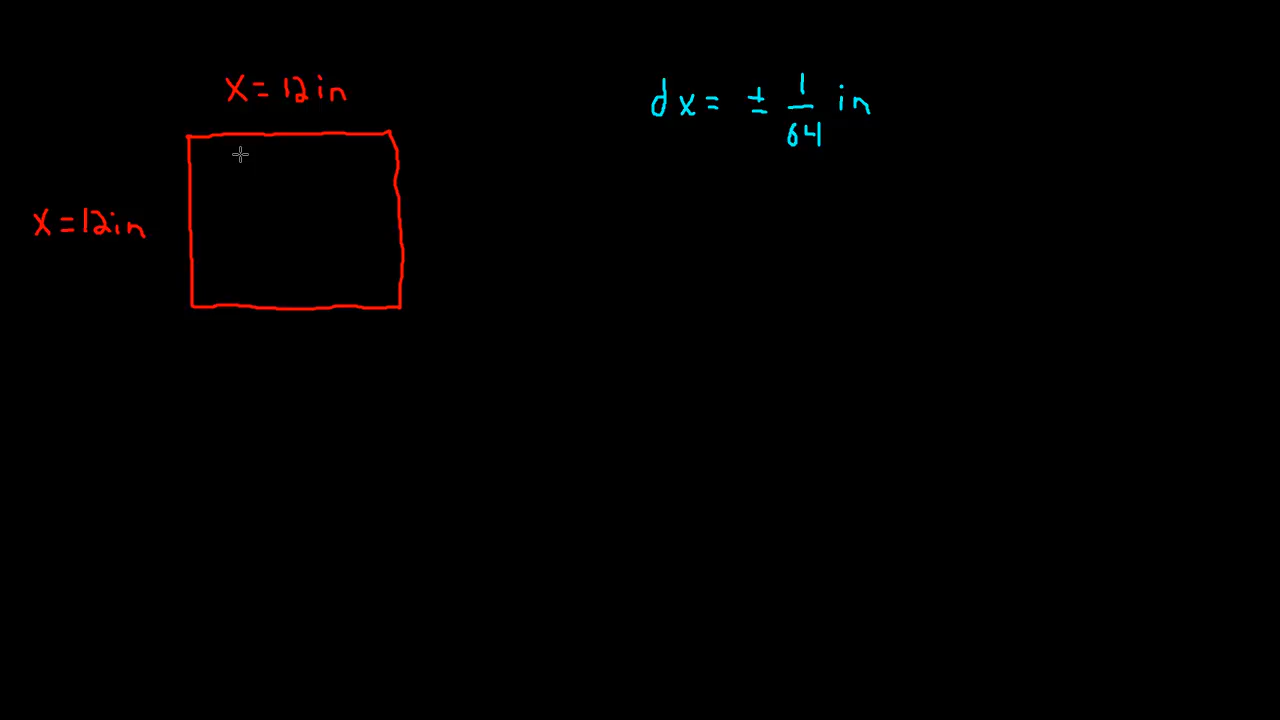 x = 12 in
dx = ± 1/64 in
x = 12 in